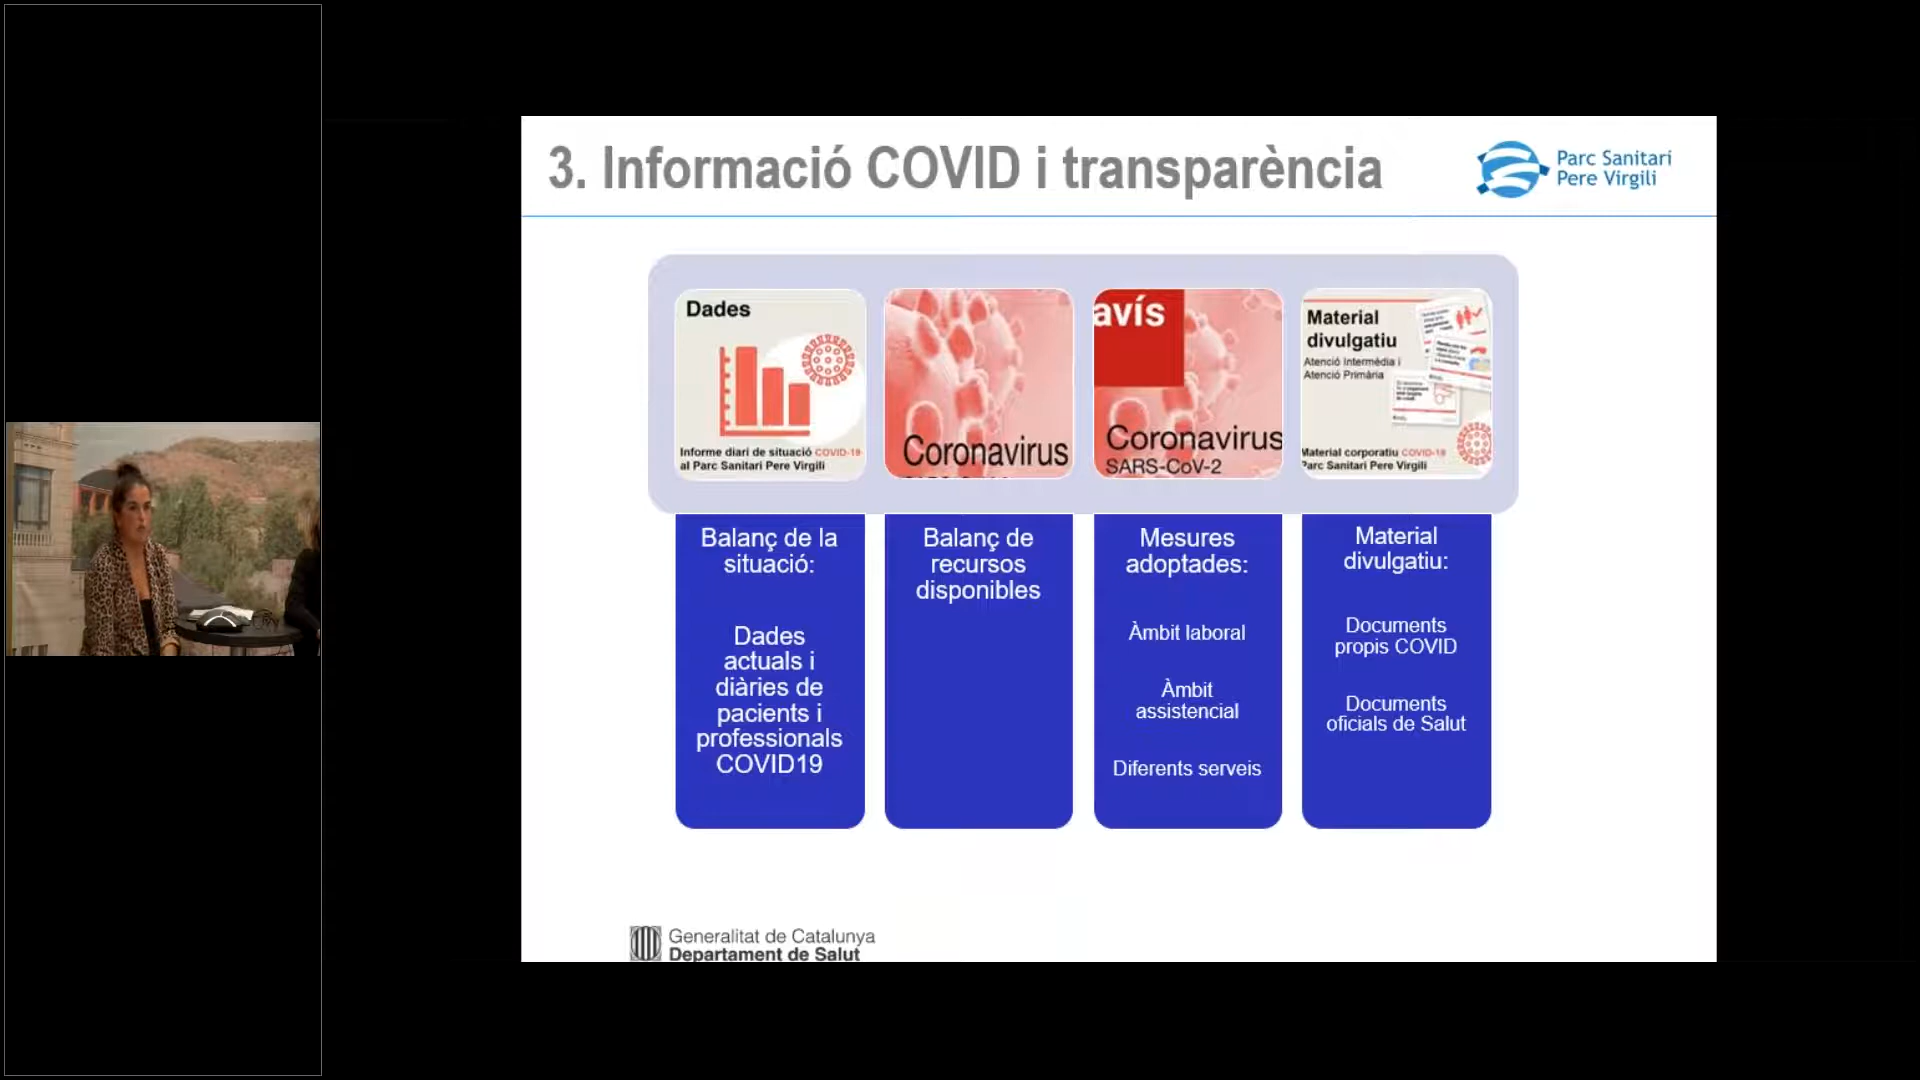 3. Informació COVID i transparència
Parc Sanitari
Pere Virgili
Dades
Informe diari de situació COVID-19
al Parc Sanitari Pere Virgili
Coronavirus
avís
Coronavirus
SARS-CoV-2
Material
divulgatiu
Atenció Intermèdia i
Atenció Primària
Material corporatiu COVID-19
Parc Sanitari Pere Virgili
Balanç de la
situació:
Dades
actuals i
diàries de
pacients i
professionals
COVID19
Balanç de
recursos
disponibles
Mesures
adoptades:
Àmbit laboral
Àmbit
assistencial
Diferents serveis
Material
divulgatiu:
Documents
propis COVID
Documents
oficials de Salut
Generalitat de Catalunya
Departament de Salut